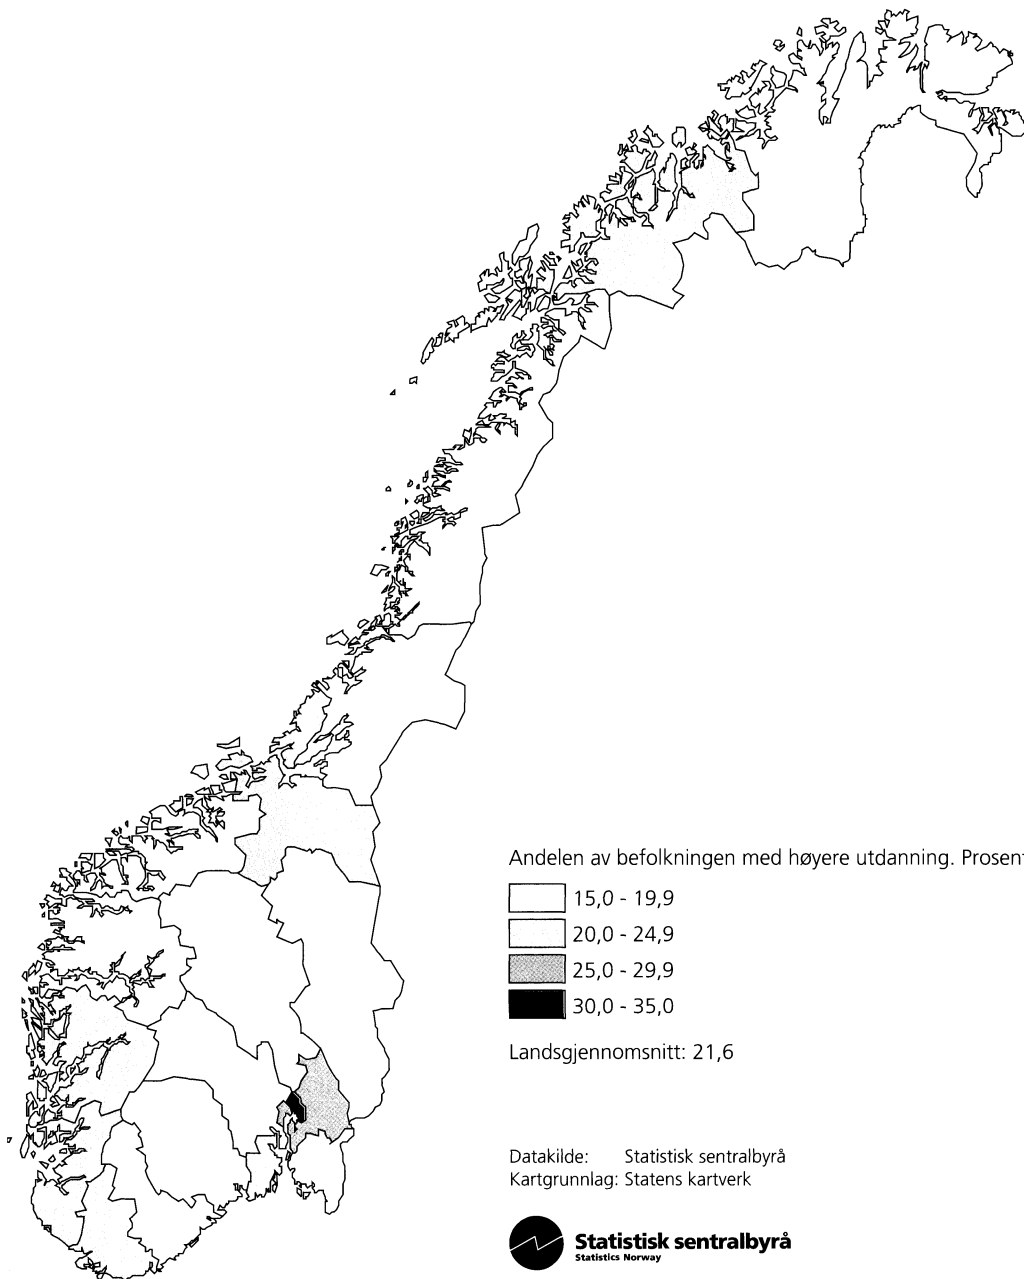 Andelen av befolkningen med høyere utdanning. Prosent
15,0 - 19,9
20,0 - 24,9
25,0 - 29,9
30,0 - 35,0
Landsgjennomsnitt: 21,6
Datakilde: Statistisk sentralbyrå
Kartgrunnlag: Statens kartverk
Statistisk sentralbyrå
Statistics Norway